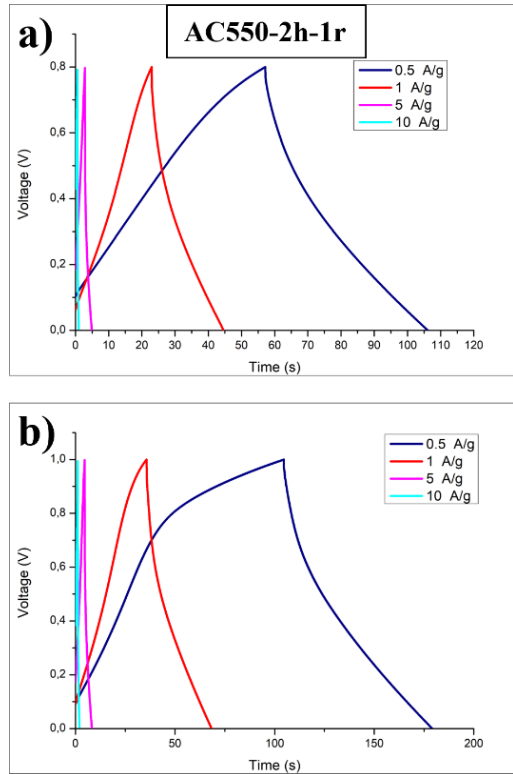 a)
AC550-2h-1r
0.5 A/g
1 A/g
5 A/g
10 A/g
0,8
0,6
0,4
0,2
0,0
Voltage (V)
0 10 20 30 40 50 60 70 80 90 100 110 120
Time (s)
b)
0.5 A/g
1 A/g
5 A/g
10 A/g
1,0
0,8
0,6
0,4
0,2
0,0
Voltage (V)
0 50 100 150 200
Time (s)